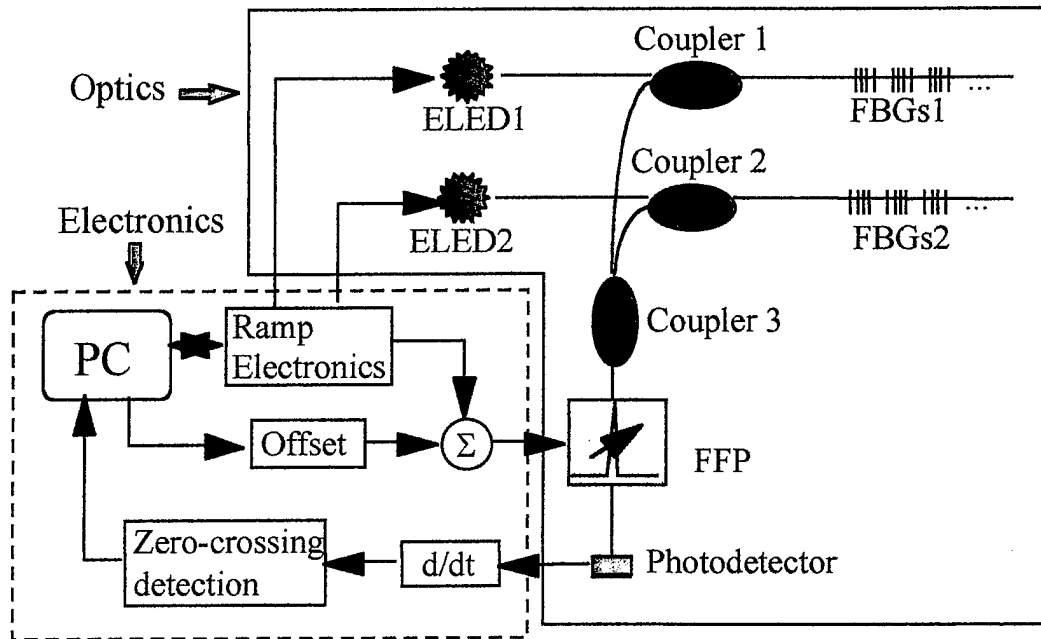 Coupler 1
Optics
ELED1
FBGs1
...
Coupler 2
Electronics
ELED2
FBGs2
...
PC
Ramp
Electronics
Coupler 3
Offset
Σ
FFP
Zero-crossing
detection
d/dt
Photodetector